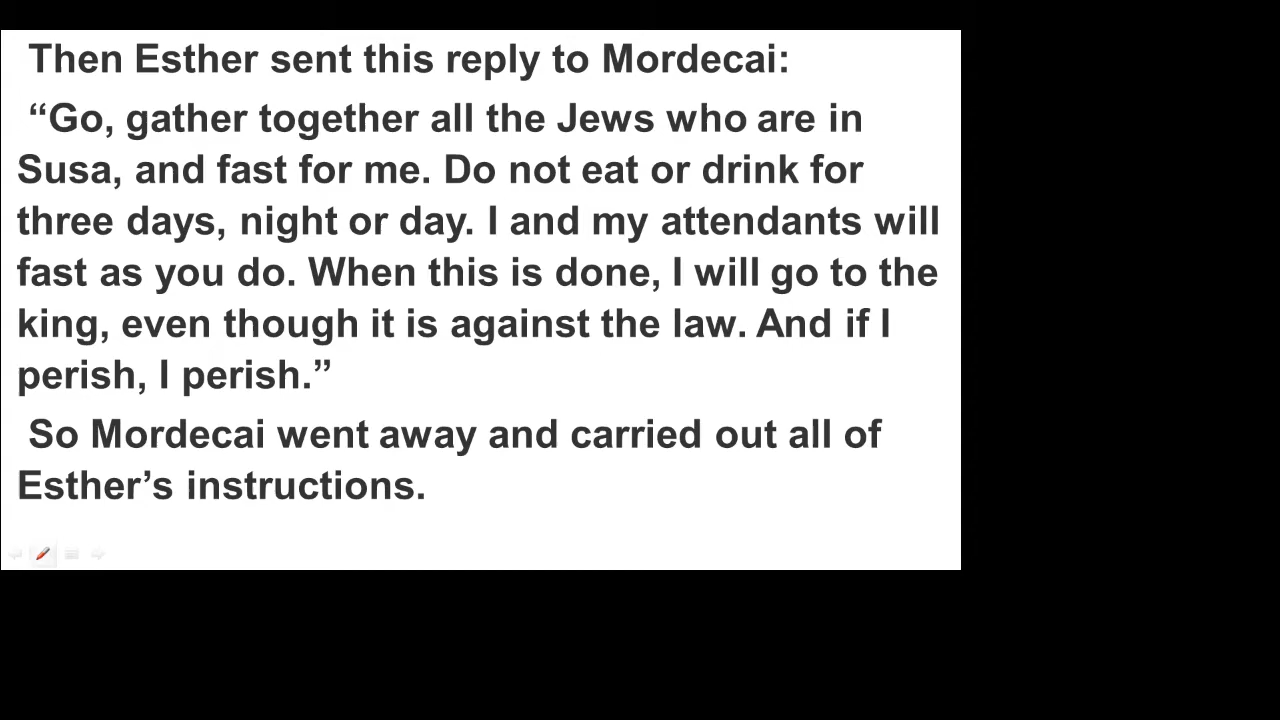 Then Esther sent this reply to Mordecai:
“Go, gather together all the Jews who are in
Susa, and fast for me. Do not eat or drink for
three days, night or day. I and my attendants will
fast as you do. When this is done, I will go to the
king, even though it is against the law. And if I
perish, I perish.”
So Mordecai went away and carried out all of
Esther’s instructions.